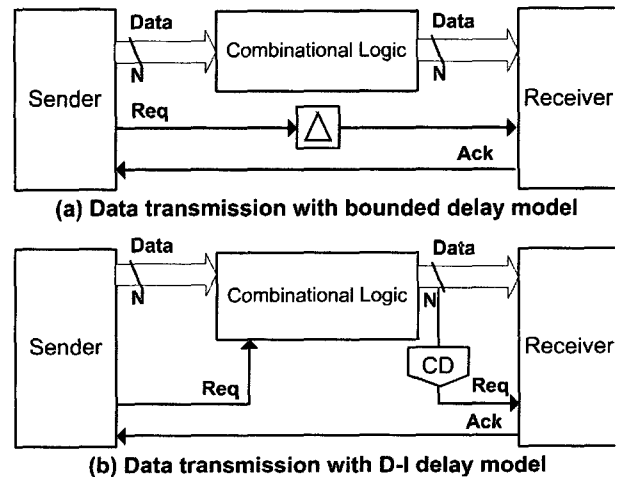 Data
Data
Combinational Logic
N
N
Sender
Receiver
Req
Δ
Ack
(a) Data transmission with bounded delay model
Data
Data
Combinational Logic
N
N
Sender
Receiver
CD
Req
Req
Ack
(b) Data transmission with D-I delay model